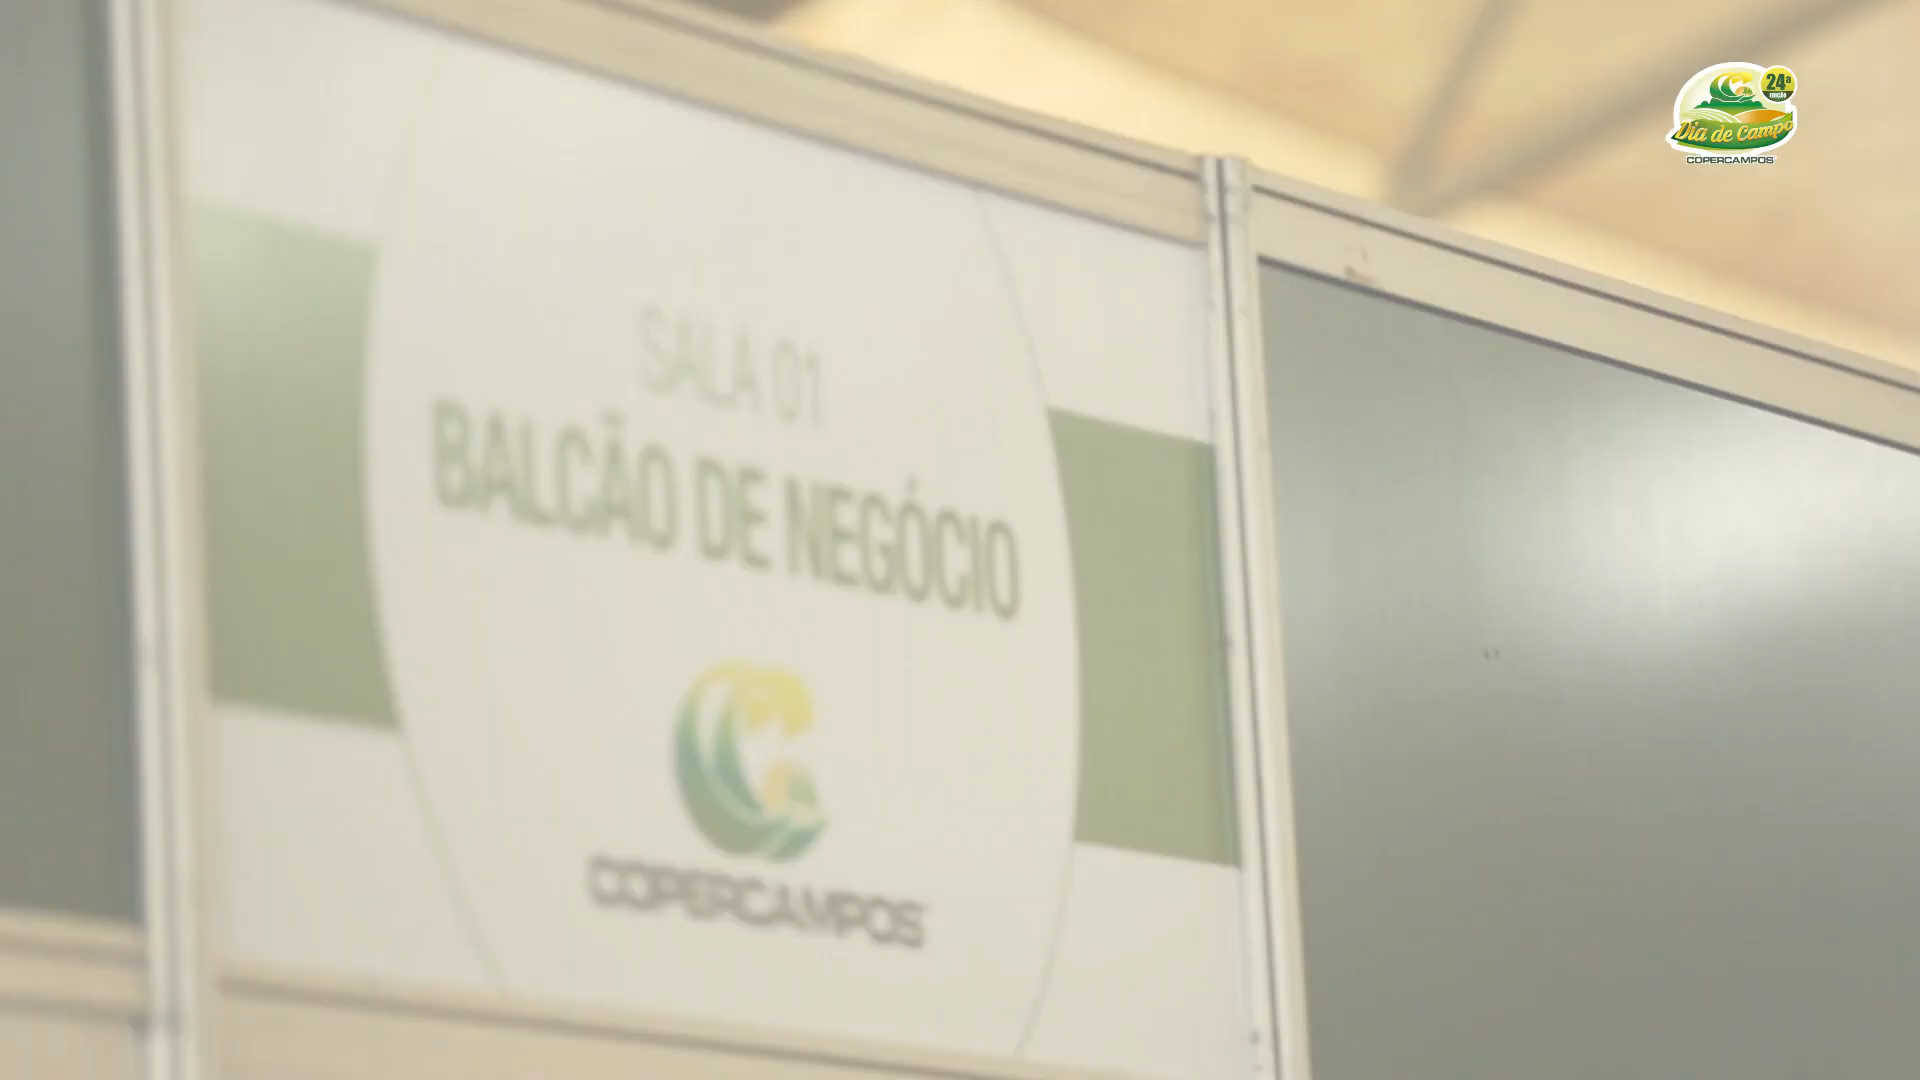 24ª
EDIÇÃO
Dia de Campo
COPERCAMPOS
SALA 01
BALCÃO DE NEGÓCIO
COPERCAMPOS